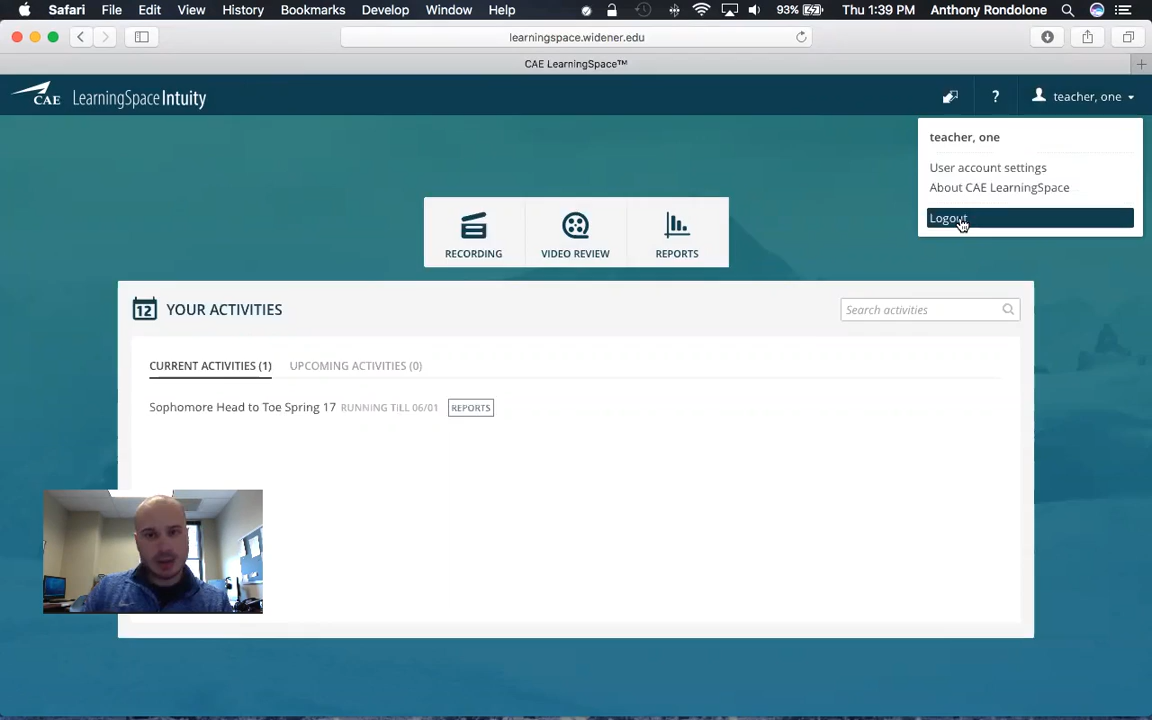 Safari File Edit View History Bookmarks Develop Window Help 93% Thu 1:39 PM Anthony Rondolone
learningspace.widener.edu
CAE LearningSpace™
CAE LearningSpace Intuity ? teacher, one
teacher, one
User account settings
About CAE LearningSpace
Logout
RECORDING VIDEO REVIEW REPORTS
12 YOUR ACTIVITIES Search activities
CURRENT ACTIVITIES (1) UPCOMING ACTIVITIES (0)
Sophomore Head to Toe Spring 17 RUNNING TILL 06/01 REPORTS